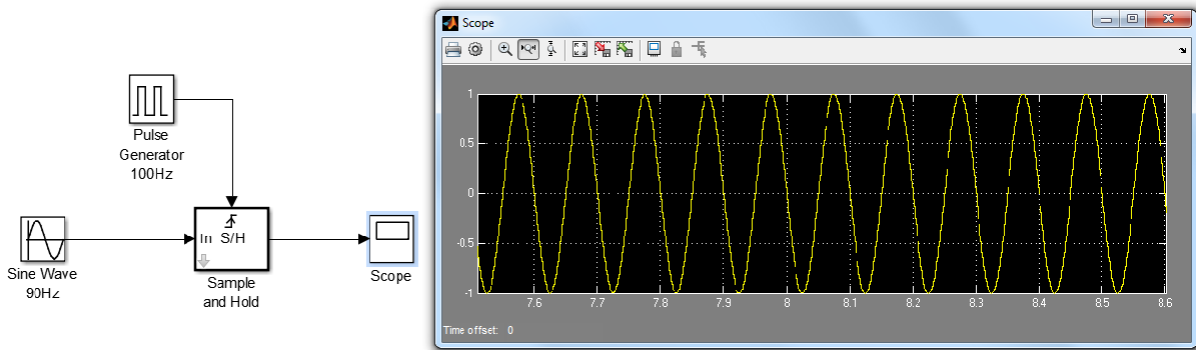 Pulse
Generator
100Hz
Sine Wave
90Hz
In S/H
Sample
and Hold
Scope
Scope
1
0.5
0
-0.5
-1
7.6 7.7 7.8 7.9 8 8.1 8.2 8.3 8.4 8.5 8.6
Time offset: 0